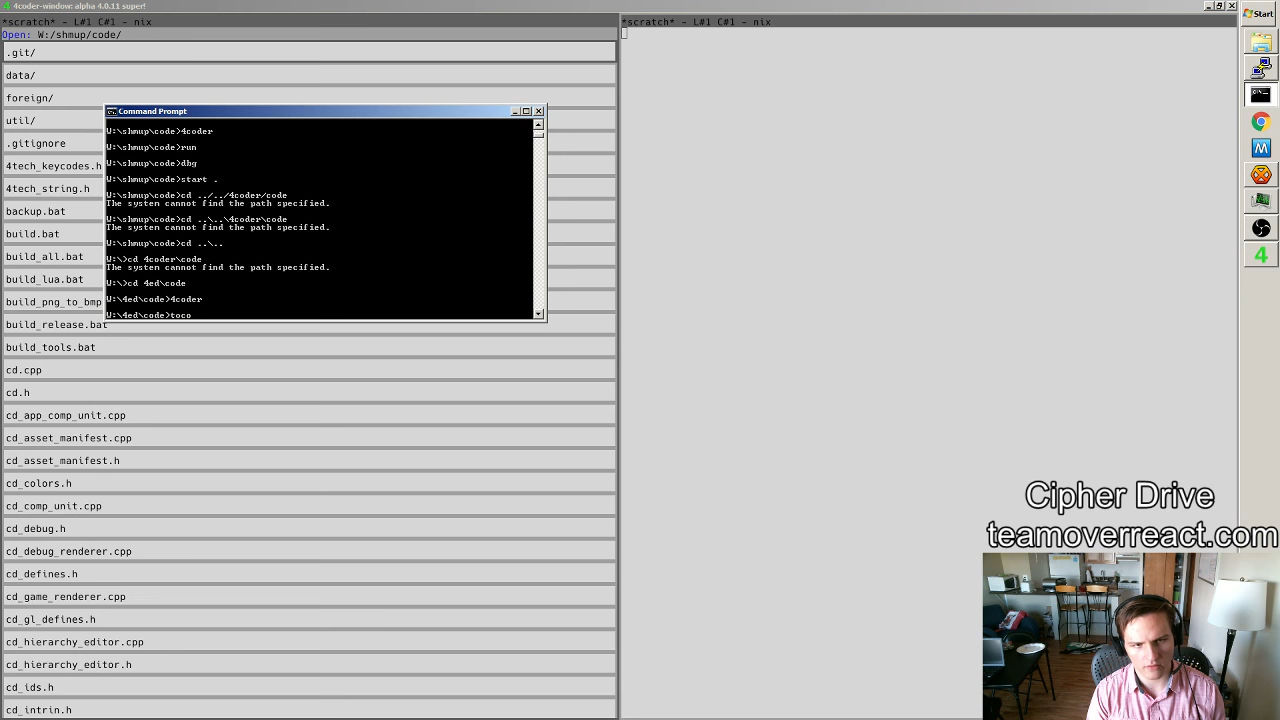 4coder-window: alpha 4.0.11 super!
*scratch* - L#1 C#1 - nix
*scratch* - L#1 C#1 - nix
Open: W:/shmup/code/
.git/
data/
foreign/
util/
.gitignore
4tech_keycodes.h
4tech_string.h
backup.bat
build.bat
build_all.bat
build_lua.bat
build_png_to_bmp
build_release.bat
build_tools.bat
cd.cpp
cd.h
cd_app_comp_unit.cpp
cd_asset_manifest.cpp
cd_asset_manifest.h
cd_colors.h
cd_comp_unit.cpp
cd_debug.h
cd_debug_renderer.cpp
cd_defines.h
cd_game_renderer.cpp
cd_gl_defines.h
cd_hierarchy_editor.cpp
cd_hierarchy_editor.h
cd_ids.h
cd_intrin.h
Command Prompt
W:\shmup\code>4coder
W:\shmup\code>run
W:\shmup\code>dbg
W:\shmup\code>start .
W:\shmup\code>cd ../../4coder/code
The system cannot find the path specified.
W:\shmup\code>cd ..\..\4coder\code
The system cannot find the path specified.
W:\shmup\code>cd ..\..
W:\>cd 4coder\code
The system cannot find the path specified.
W:\>cd 4ed\code
W:\4ed\code>4coder
W:\4ed\code>toco
Start
M
4
Cipher Drive
teamoverreact.com